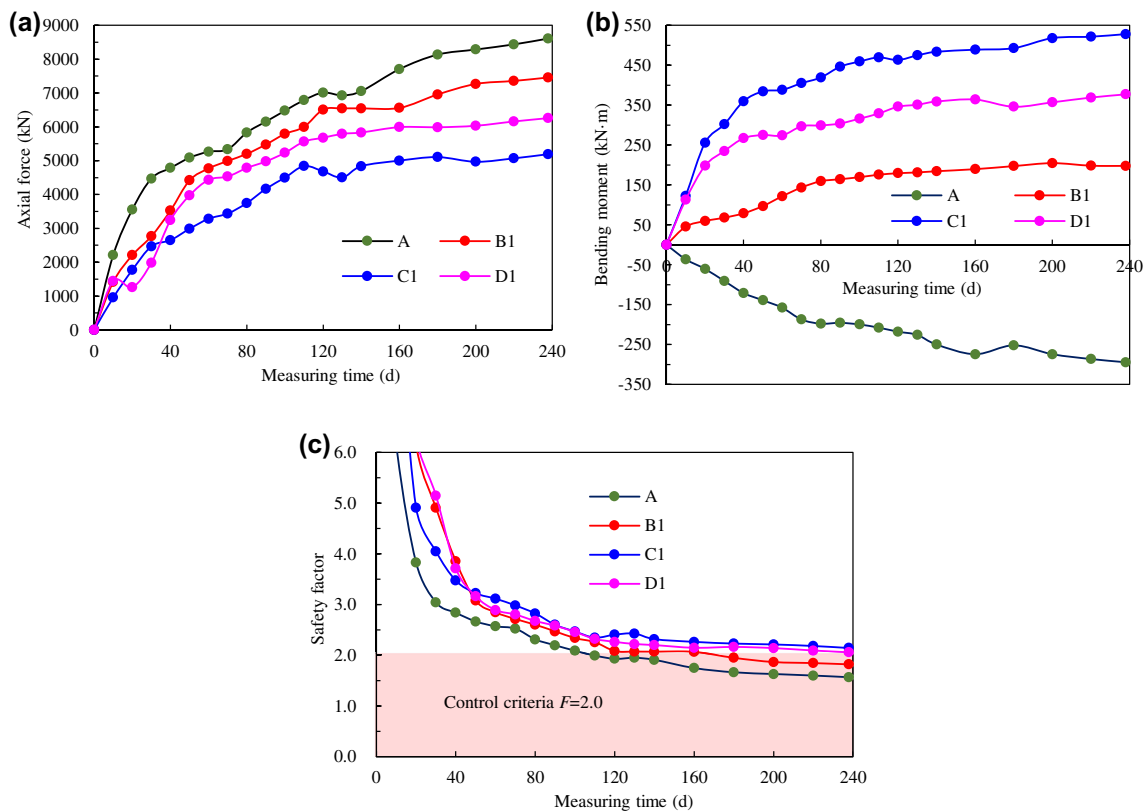 (a)
9000
8000
7000
6000
5000
4000
3000
2000
1000
0
Axial force (kN)
A
B1
C1
D1
0 40 80 120 160 200 240
Measuring time (d)
(b)
550
450
350
250
150
50
-50
-150
-250
-350
Bending moment (kN·m)
A
B1
C1
D1
0 40 80 120 160 200 240
Measuring time (d)
(c)
6.0
5.0
4.0
3.0
2.0
1.0
0.0
Safety factor
A
B1
C1
D1
Control criteria F=2.0
0 40 80 120 160 200 240
Measuring time (d)